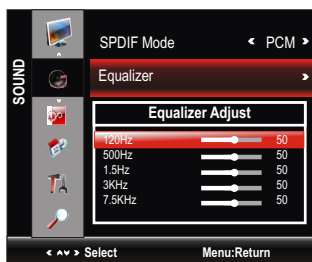 SOUND
SPDIF Mode PCM
Equalizer
Equalizer Adjust
120Hz 50
500Hz 50
1.5Hz 50
3KHz 50
7.5KHz 50
Select Menu:Return